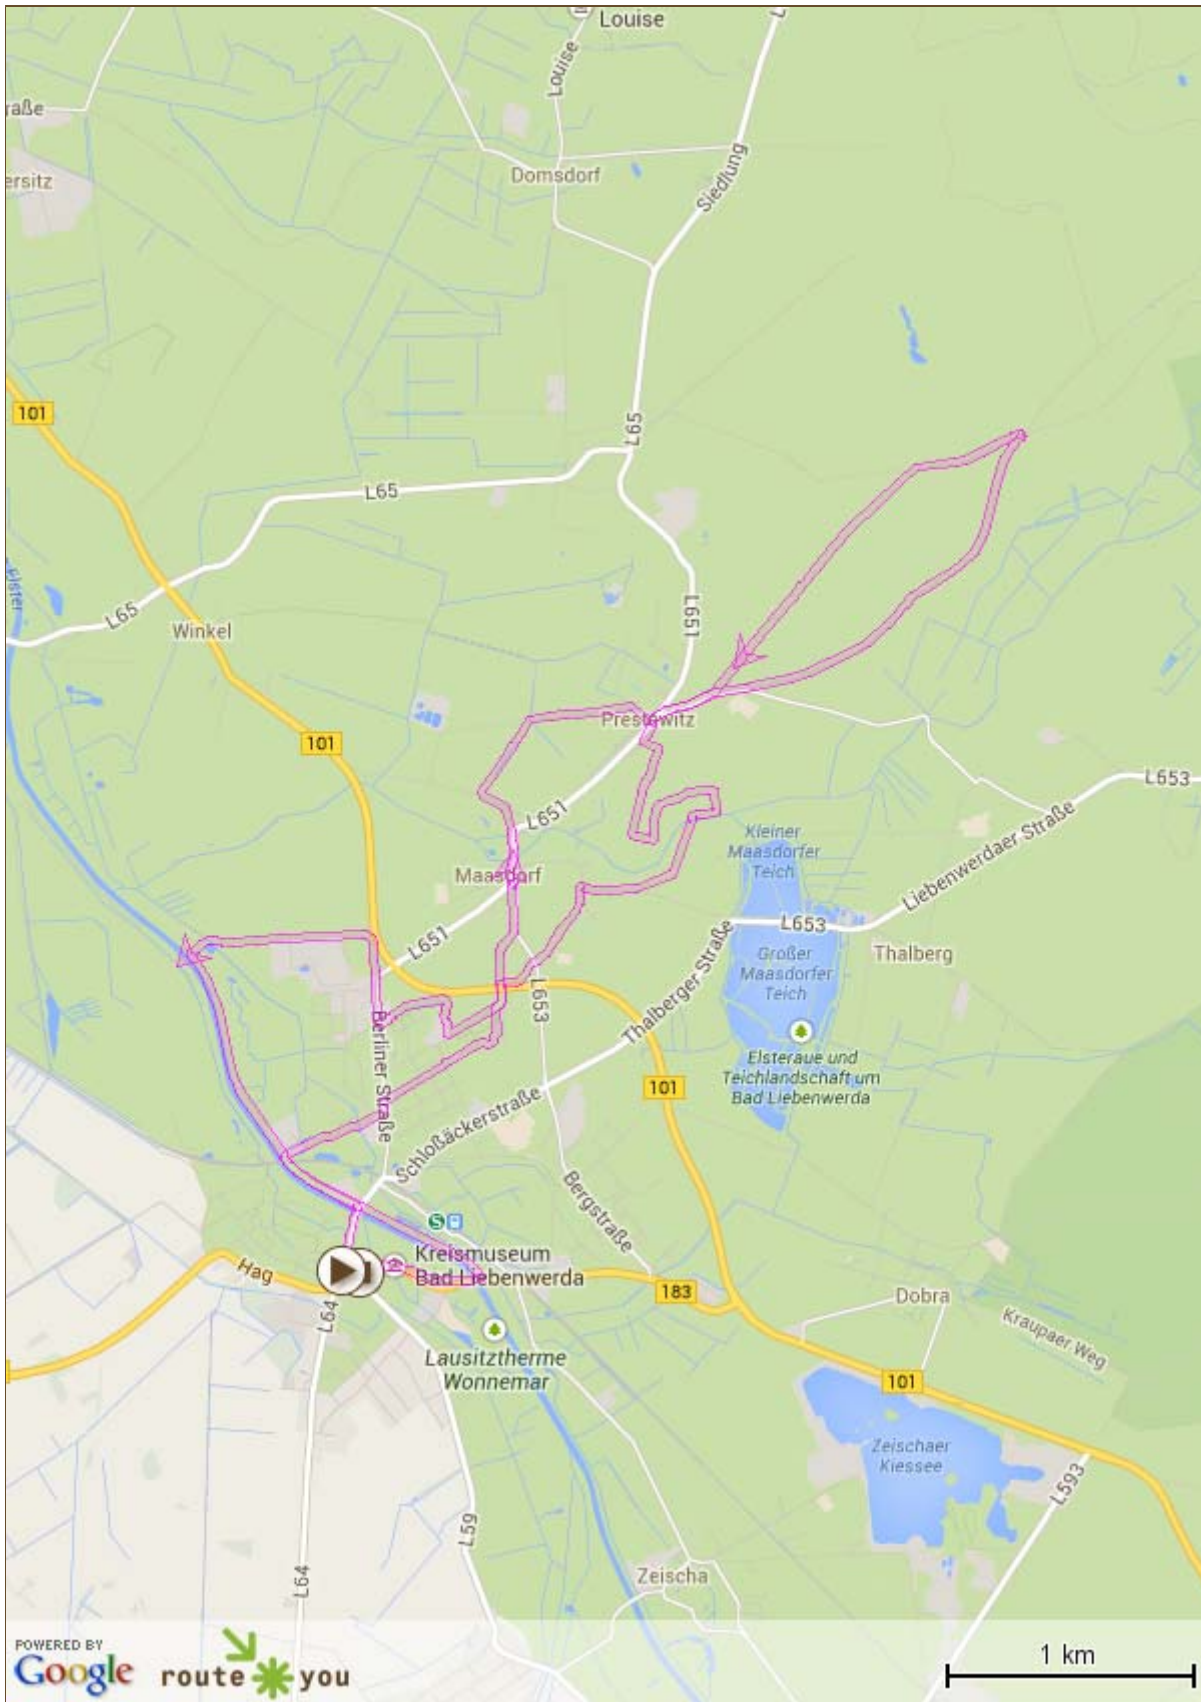 Louise
Louise
raße
ersitz
Domsdorf
Siedlung
101
L65
L65
L65
Elster
Winkel
L651
Prestewitz
101
L653
L651
Kleiner
Maasdorfer
Teich
Liebenwerdaer Straße
Maasdorf
L653
L651
Thalberg
Großer
Maasdorfer
Teich
L653
Thalberger Straße
Berliner Straße
Elsteraue und
Teichlandschaft um
Bad Liebenwerda
101
Schloßäckerstraße
Bergstraße
S
Kreismuseum
Bad Liebenwerda
Hag
183
Dobra
L64
Kraupaer Weg
Lausitztherme
Wonnemar
101
Zeischaer
Kiessee
L593
L59
L64
Zeischa
POWERED BY
Google
route you
1 km